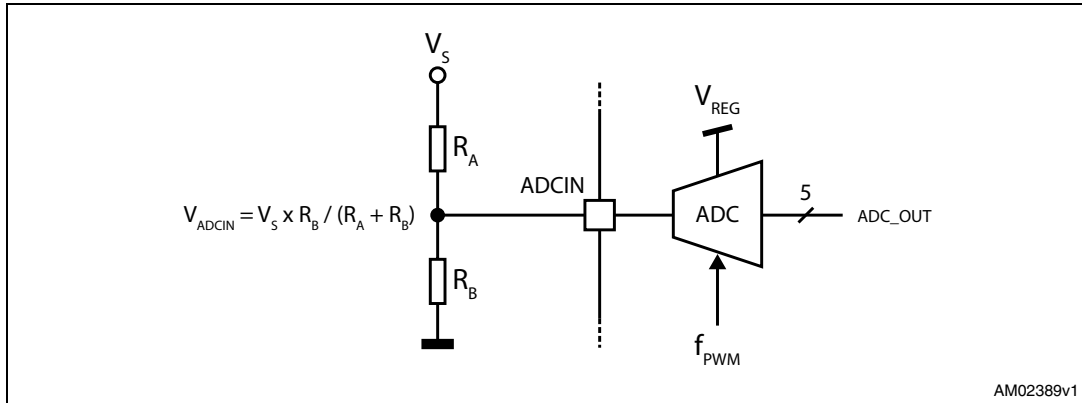 V_S
R_A
V_REG
ADCIN
5
V_ADCIN = V_S x R_B / (R_A + R_B)
ADC
ADC_OUT
R_B
f_PWM
AM02389v1